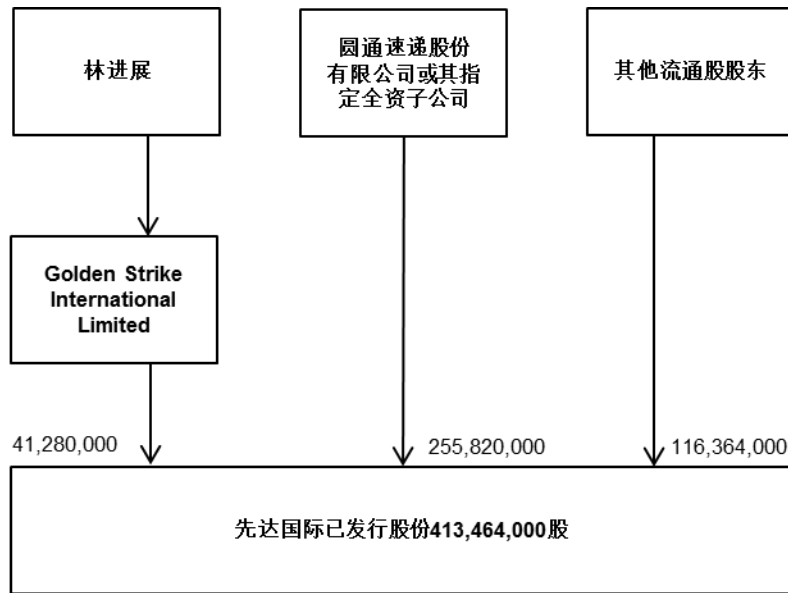 林进展
圆通速递股份
有限公司或其指
定全资子公司
其他流通股股东
Golden Strike
International
Limited
41,280,000
255,820,000
116,364,000
先达国际已发行股份413,464,000股